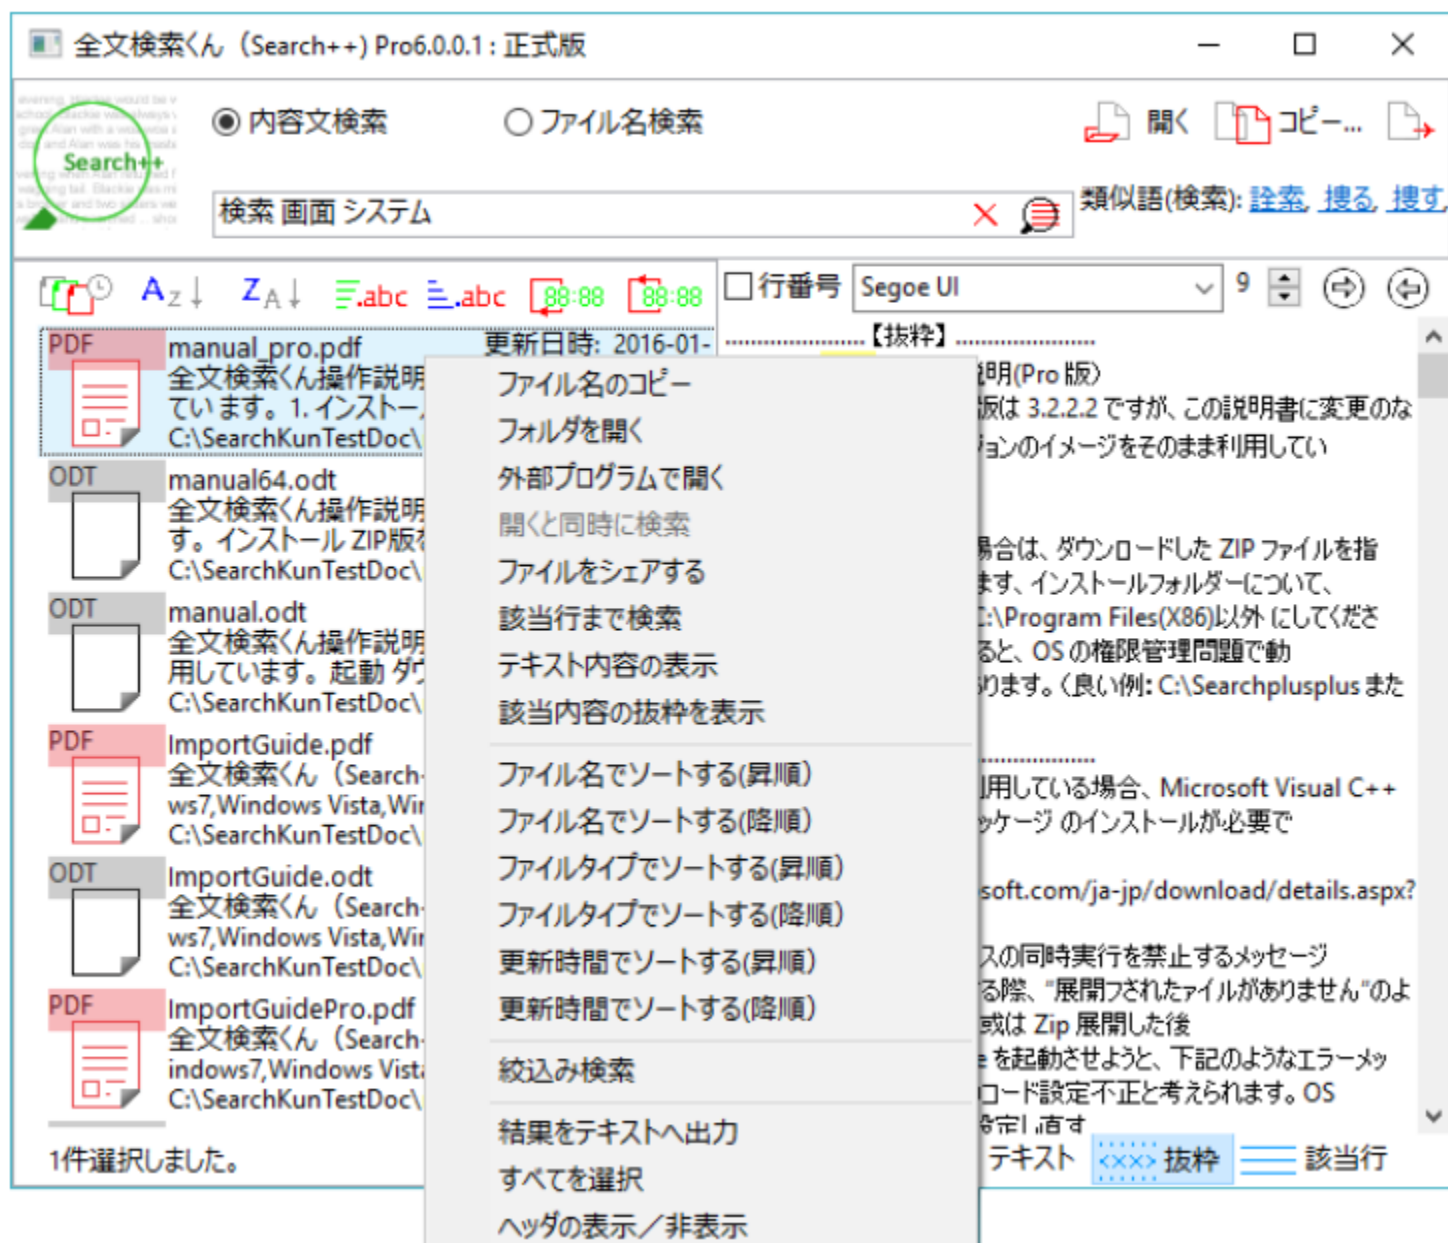 全文検索くん（Search++) Pro6.0.0.1 : 正式版
Search++
内容文検索
ファイル名検索
開く
コピー...
検索 画面 システム
類似語(検索): 詮索, 捜る, 捜す,
Az↓
ZA↓
.abc
.abc
88:88
88:88
行番号
Segoe UI
9
PDF
manual_pro.pdf
更新日時: 2016-01-
全文検索くん操作説明
ています。1. インストー
C:\SearchKunTestDoc\
ODT
manual64.odt
全文検索くん操作説明
す。インストール ZIP版
C:\SearchKunTestDoc\
ODT
manual.odt
全文検索くん操作説明
用しています。起動 ダウ
C:\SearchKunTestDoc\
PDF
ImportGuide.pdf
全文検索くん（Search
ws7,Windows Vista,Wi
C:\SearchKunTestDoc\
ODT
ImportGuide.odt
全文検索くん（Search
ws7,Windows Vista,Wi
C:\SearchKunTestDoc\
PDF
ImportGuidePro.pdf
全文検索くん（Search
indows7,Windows Vist
C:\SearchKunTestDoc\
1件選択しました。
ファイル名のコピー
フォルダを開く
外部プログラムで開く
開くと同時に検索
ファイルをシェアする
該当行まで検索
テキスト内容の表示
該当内容の抜粋を表示
ファイル名でソートする(昇順）
ファイル名でソートする(降順）
ファイルタイプでソートする(昇順）
ファイルタイプでソートする(降順）
更新時間でソートする(昇順）
更新時間でソートする(降順）
絞込み検索
結果をテキストへ出力
すべてを選択
ヘッダの表示／非表示
......................【抜粋】......................
明(Pro 版）
版は 3.2.2.2 ですが、この説明書に変更のな
ョンのイメージをそのまま利用してい
場合は、ダウンロードした ZIP ファイルを指
ます、インストールフォルダーについて、
C:\Program Files(X86)以外 にしてくださ
ると、OS の権限管理問題で動
ります。（良い例: C:\Searchplusplus また
用している場合、Microsoft Visual C++
ッケージ のインストールが必要で
soft.com/ja-jp/download/details.aspx?
スの同時実行を禁止するメッセージ
る際、"展開フされたァイルがありません"のよ
或は Zip 展開した後
e を起動させようと、下記のようなエラーメッ
コード設定不正と考えられます。OS
設定し直す
テキスト
<××> 抜粋
該当行